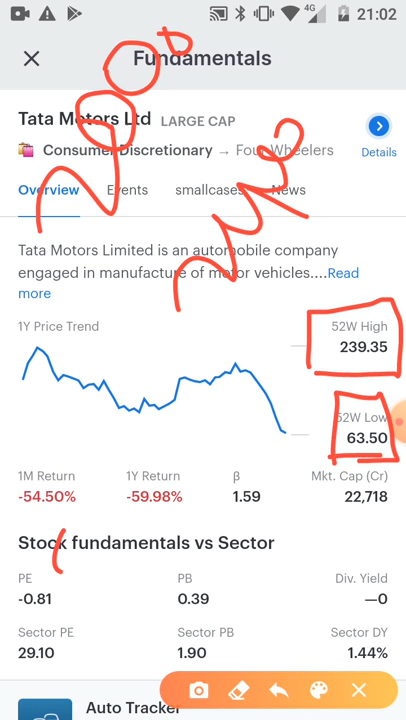 4G 21:02
Fundamentals
Tata Motors Ltd LARGE CAP
Consumer Discretionary → Four Wheelers
Details
Overview Events smallcases News
Tata Motors Limited is an automobile company
engaged in manufacture of motor vehicles....Read
more
1Y Price Trend 52W High
239.35
52W Low
63.50
1M Return 1Y Return β Mkt. Cap (Cr)
-54.50% -59.98% 1.59 22,718
Stock fundamentals vs Sector
PE PB Div. Yield
-0.81 0.39 —0
Sector PE Sector PB Sector DY
29.10 1.90 1.44%
Auto Tracker